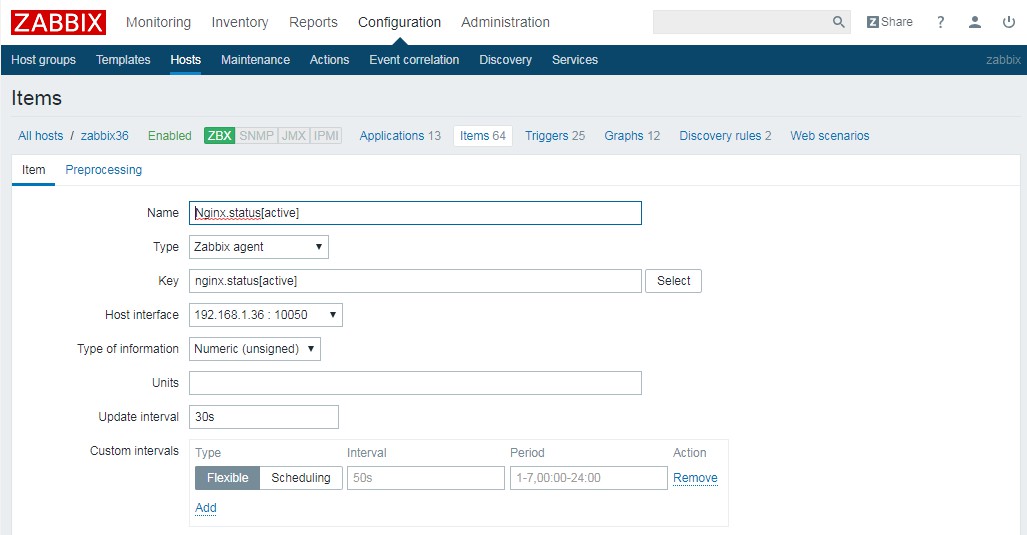 ZABBIX Monitoring Inventory Reports Configuration Administration Z Share ?
Host groups Templates Hosts Maintenance Actions Event correlation Discovery Services zabbix
Items
All hosts / zabbix36 Enabled ZBX SNMP JMX IPMI Applications 13 Items 64 Triggers 25 Graphs 12 Discovery rules 2 Web scenarios
Item Preprocessing
Name Nginx.status[active]
Type Zabbix agent
Key nginx.status[active] Select
Host interface 192.168.1.36 : 10050
Type of information Numeric (unsigned)
Units
Update interval 30s
Custom intervals Type Interval Period Action
Flexible Scheduling 50s 1-7,00:00-24:00 Remove
Add